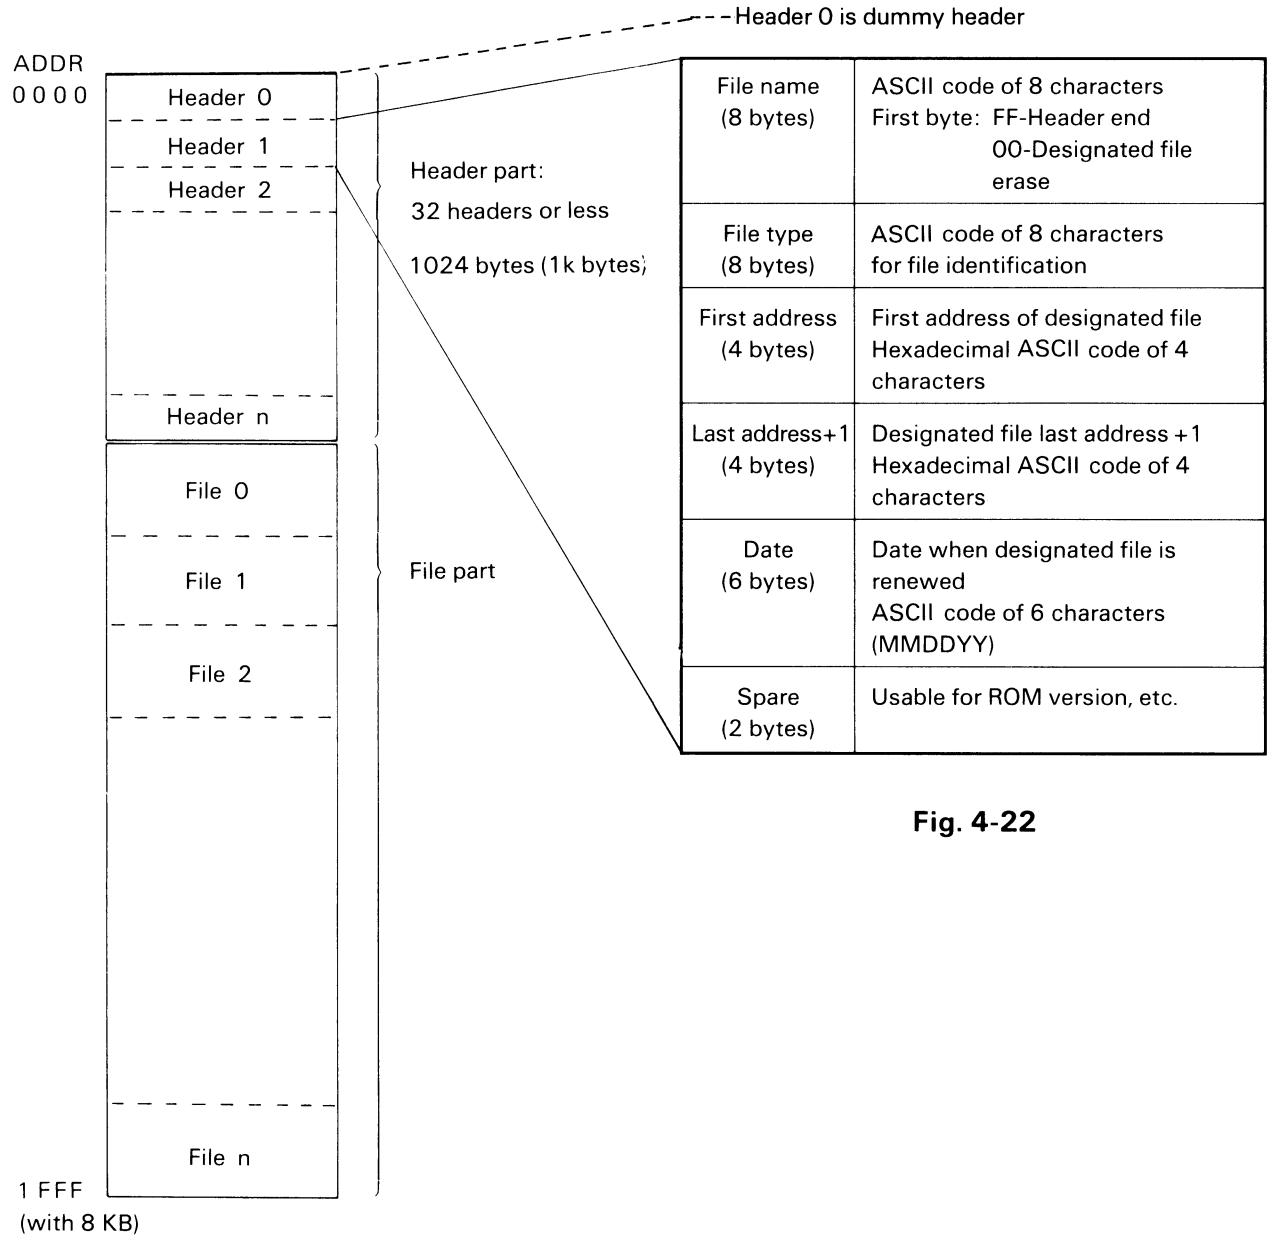 Header 0 is dummy header
ADDR
0000
Header 0
Header 1
Header 2
Header n
Header part:
32 headers or less
1024 bytes (1k bytes)
File 0
File 1
File 2
File n
File part
1 FFF
(with 8 KB)
File name
(8 bytes)
ASCII code of 8 characters
First byte: FF-Header end
00-Designated file
erase
File type
(8 bytes)
ASCII code of 8 characters
for file identification
First address
(4 bytes)
First address of designated file
Hexadecimal ASCII code of 4
characters
Last address+1
(4 bytes)
Designated file last address +1
Hexadecimal ASCII code of 4
characters
Date
(6 bytes)
Date when designated file is
renewed
ASCII code of 6 characters
(MMDDYY)
Spare
(2 bytes)
Usable for ROM version, etc.
Fig. 4-22